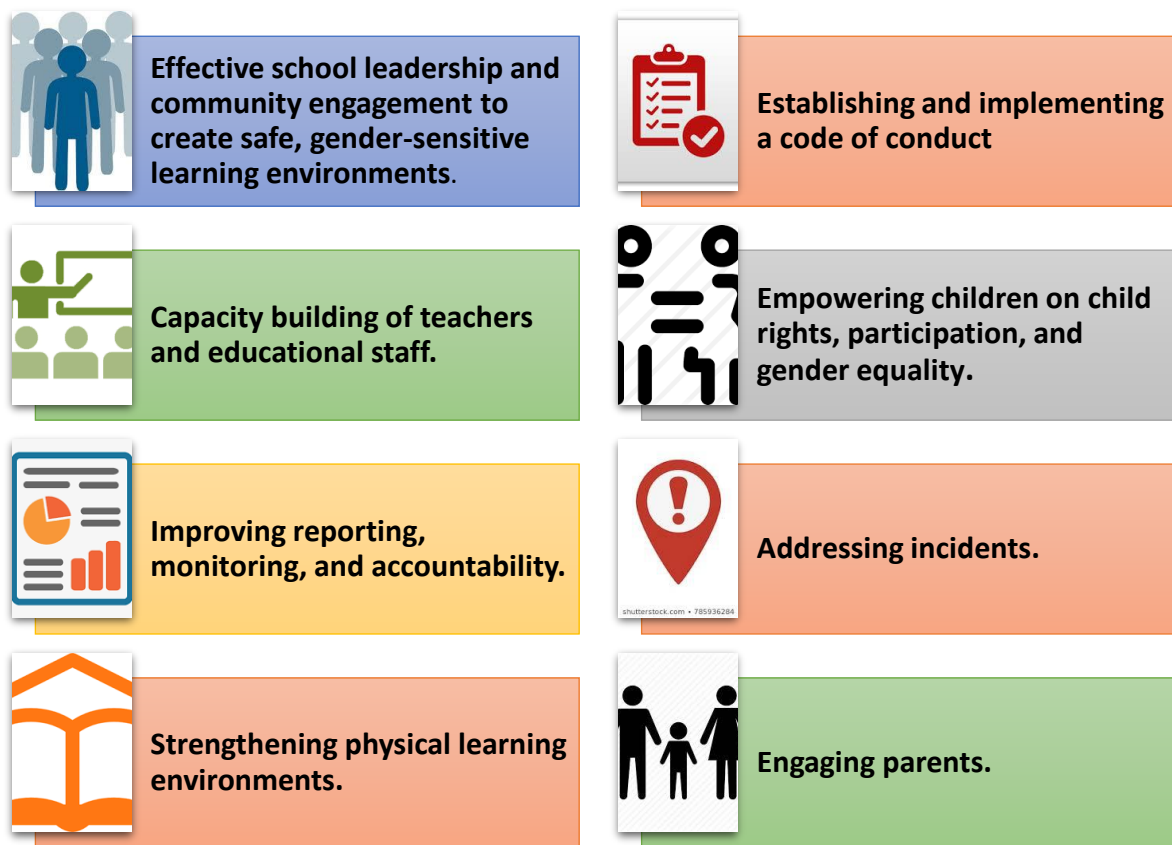 Effective school leadership and
community engagement to
create safe, gender-sensitive
learning environments.
Establishing and implementing
a code of conduct
Capacity building of teachers
and educational staff.
Empowering children on child
rights, participation, and
gender equality.
Improving reporting,
monitoring, and accountability.
Addressing incidents.
shutterstock.com • 785936284
Strengthening physical learning
environments.
Engaging parents.